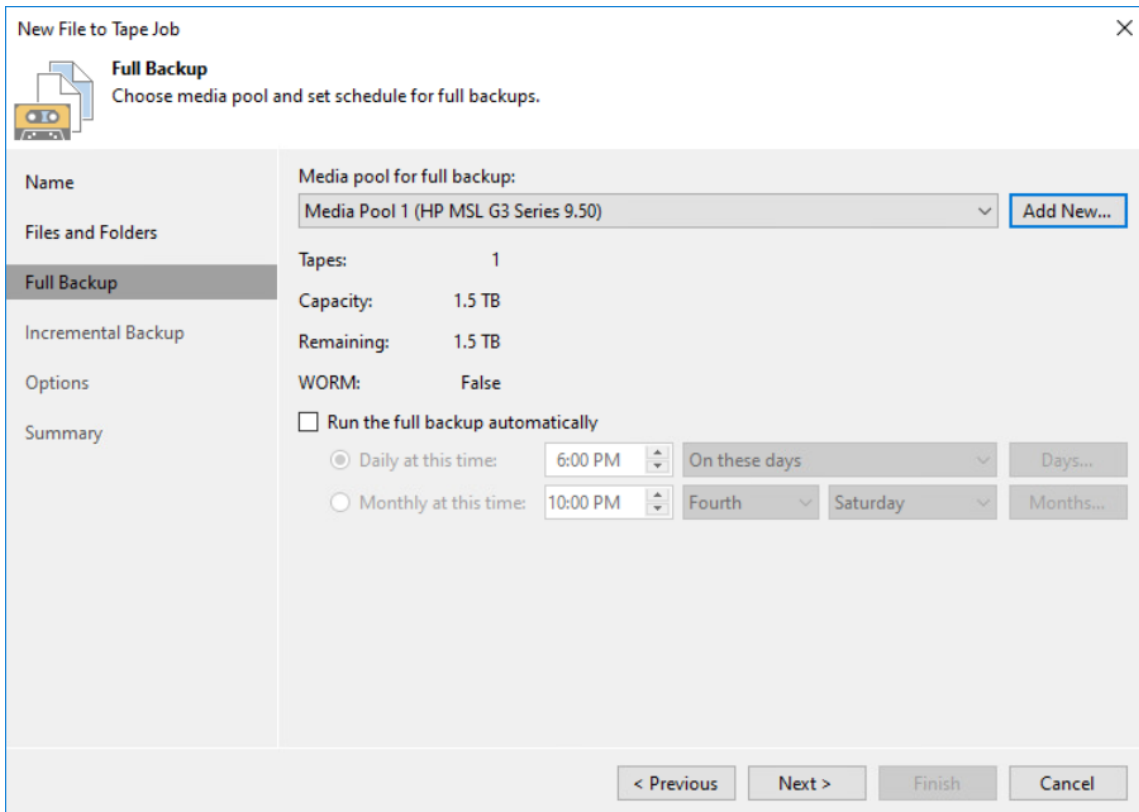 New File to Tape Job
Full Backup
Choose media pool and set schedule for full backups.
Name
Files and Folders
Full Backup
Incremental Backup
Options
Summary
Media pool for full backup:
Media Pool 1 (HP MSL G3 Series 9.50) Add New...
Tapes: 1
Capacity: 1.5 TB
Remaining: 1.5 TB
WORM: False
Run the full backup automatically
Daily at this time: 6:00 PM On these days Days...
Monthly at this time: 10:00 PM Fourth Saturday Months...
< Previous Next > Finish Cancel